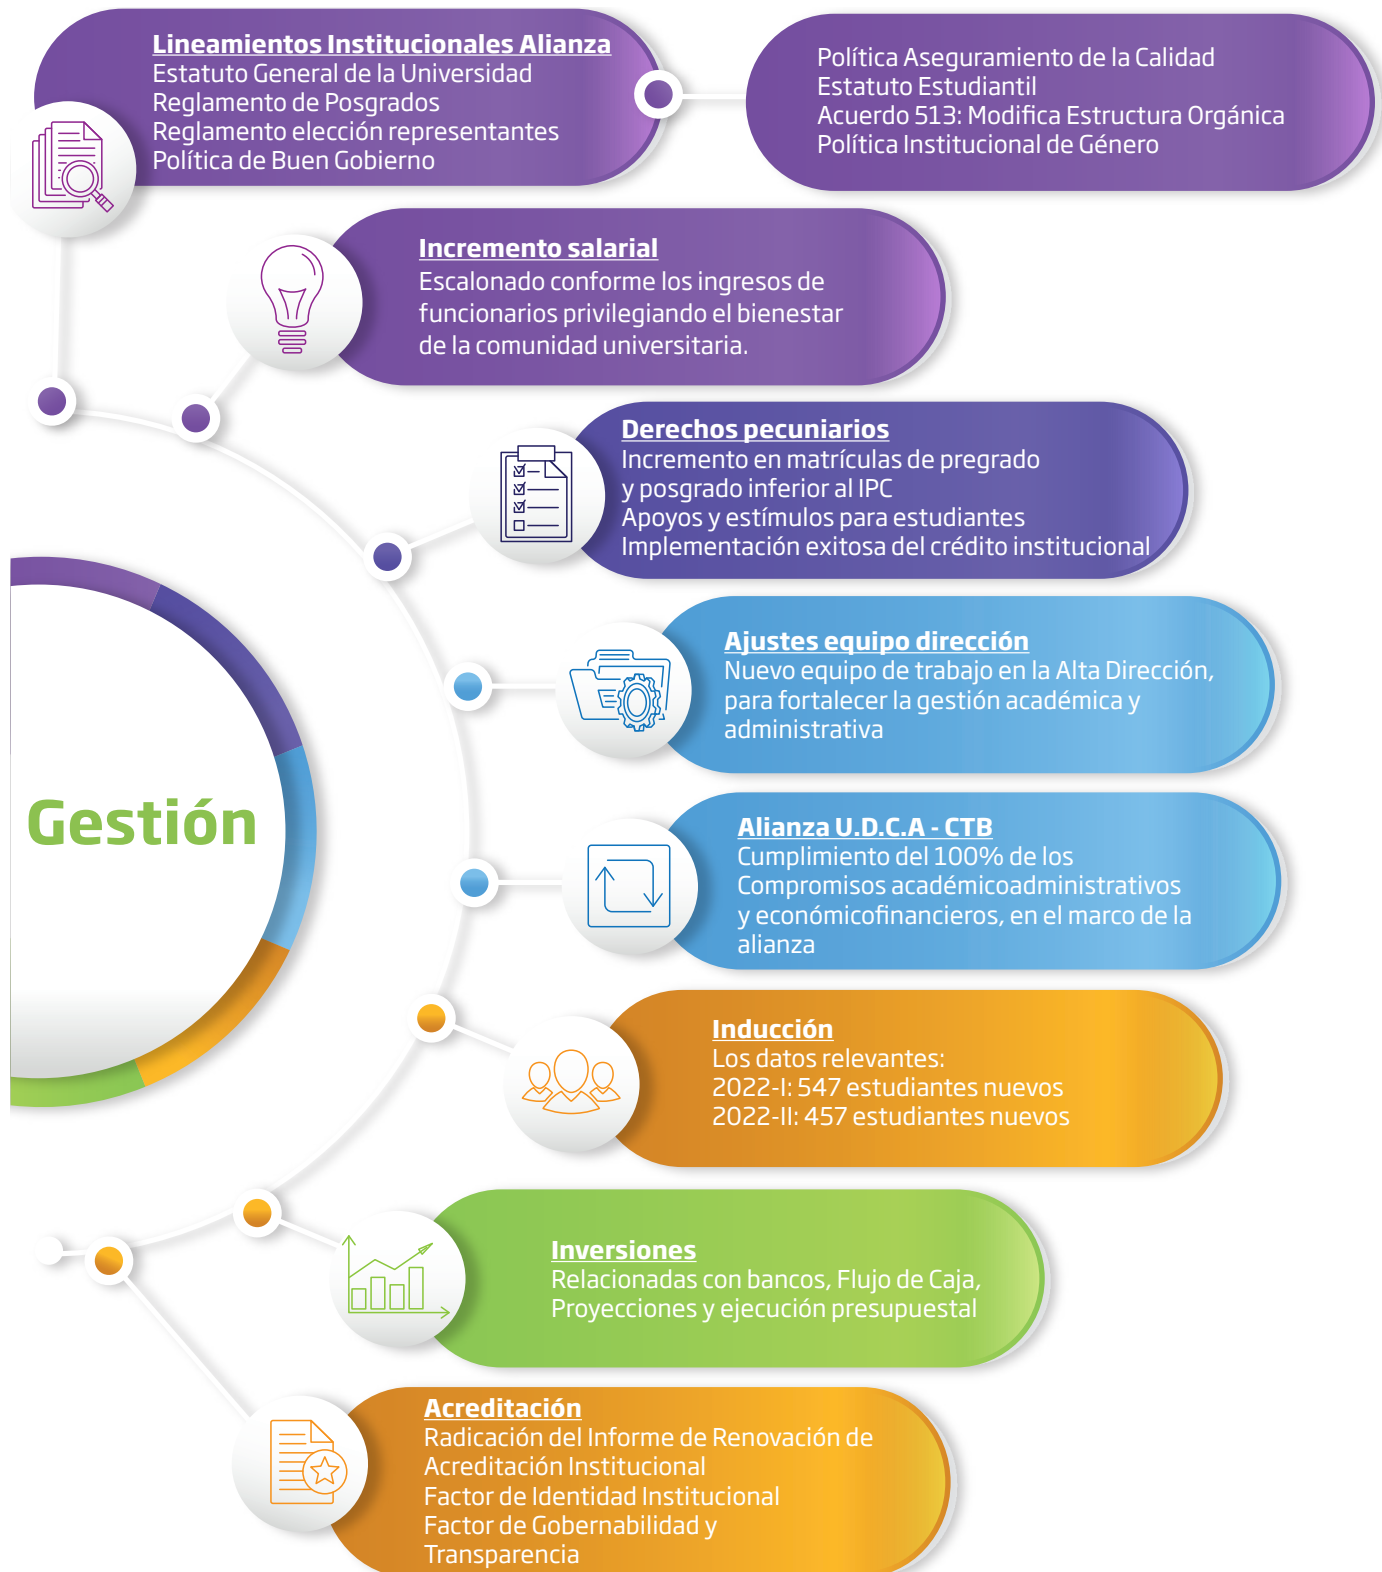 Lineamientos Institucionales Alianza
Estatuto General de la Universidad
Reglamento de Posgrados
Reglamento elección representantes
Política de Buen Gobierno
Política Aseguramiento de la Calidad
Estatuto Estudiantil
Acuerdo 513: Modifica Estructura Orgánica
Política Institucional de Género
Incremento salarial
Escalonado conforme los ingresos de
funcionarios privilegiando el bienestar
de la comunidad universitaria.
Derechos pecuniarios
Incremento en matrículas de pregrado
y posgrado inferior al IPC
Apoyos y estímulos para estudiantes
Implementación exitosa del crédito institucional
Ajustes equipo dirección
Nuevo equipo de trabajo en la Alta Dirección,
para fortalecer la gestión académica y
administrativa
Gestión
Alianza U.D.C.A - CTB
Cumplimiento del 100% de los
Compromisos académicoadministrativos
y económicofinancieros, en el marco de la
alianza
Inducción
Los datos relevantes:
2022-I: 547 estudiantes nuevos
2022-II: 457 estudiantes nuevos
Inversiones
Relacionadas con bancos, Flujo de Caja,
Proyecciones y ejecución presupuestal
Acreditación
Radicación del Informe de Renovación de
Acreditación Institucional
Factor de Identidad Institucional
Factor de Gobernabilidad y
Transparencia